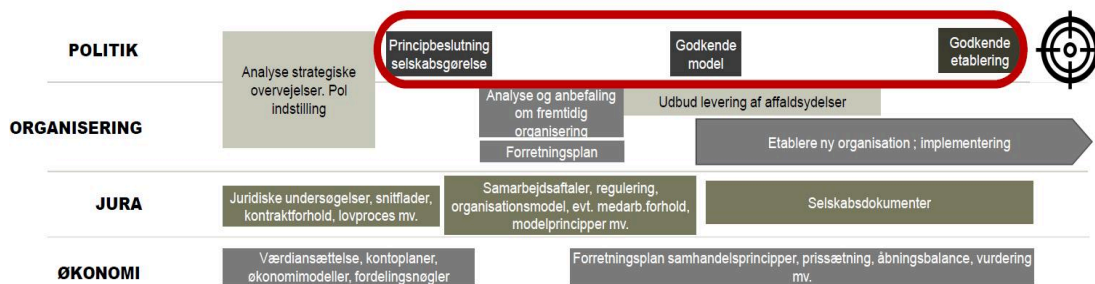 POLITIK
Analyse strategiske
overvejelser. Pol
indstilling
Principbeslutning
selskabsgørelse
Godkende
model
Godkende
etablering
ORGANISERING
Analyse og anbefaling
om fremtidig
organisering
Forretningsplan
Udbud levering af affaldsydelser
Etablere ny organisation ; implementering
JURA
Juridiske undersøgelser, snitflader,
kontraktforhold, lovproces mv.
Samarbejdsaftaler, regulering,
organisationsmodel, evt. medarb.forhold,
modelprincipper mv.
Selskabsdokumenter
ØKONOMI
Værdiansættelse, kontoplaner,
økonomimodeller, fordelingsnøgler
Forretningsplan samhandelsprincipper, prissætning, åbningsbalance, vurdering
mv.